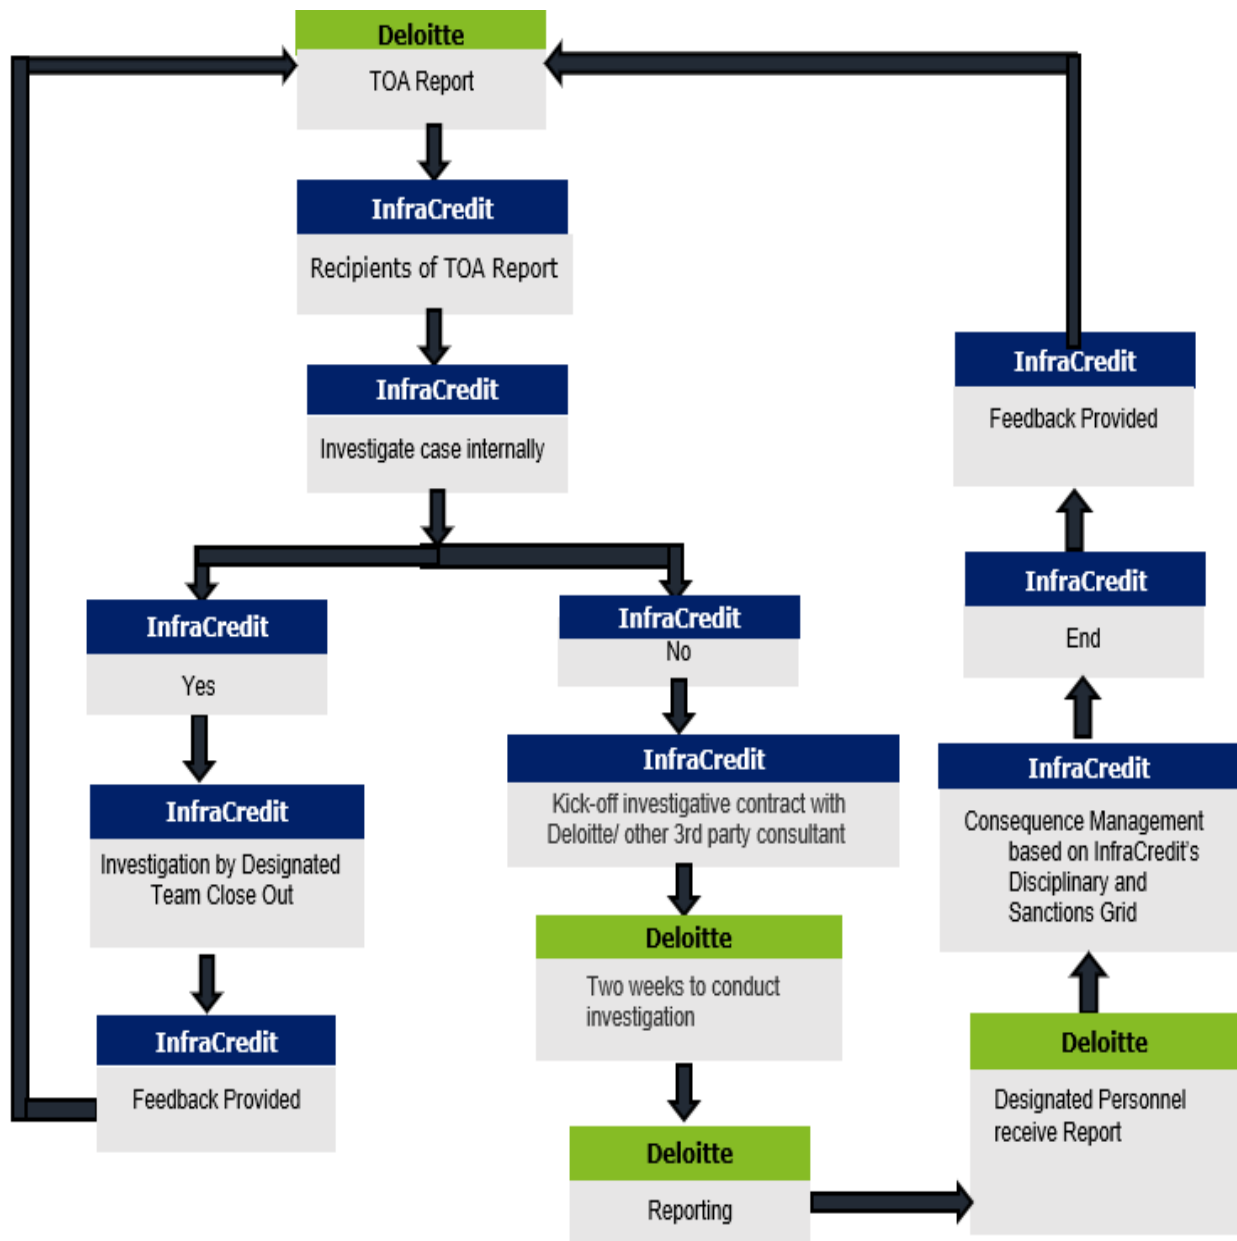 Deloitte
TOA Report
InfraCredit
Recipients of TOA Report
InfraCredit
Investigate case internally
InfraCredit
Yes
InfraCredit
Investigation by Designated
Team Close Out
InfraCredit
Feedback Provided
InfraCredit
No
InfraCredit
Kick-off investigative contract with
Deloitte/ other 3rd party consultant
Deloitte
Two weeks to conduct
investigation
Deloitte
Reporting
Deloitte
Designated Personnel
receive Report
InfraCredit
Consequence Management
based on InfraCredit’s
Disciplinary and
Sanctions Grid
InfraCredit
End
InfraCredit
Feedback Provided